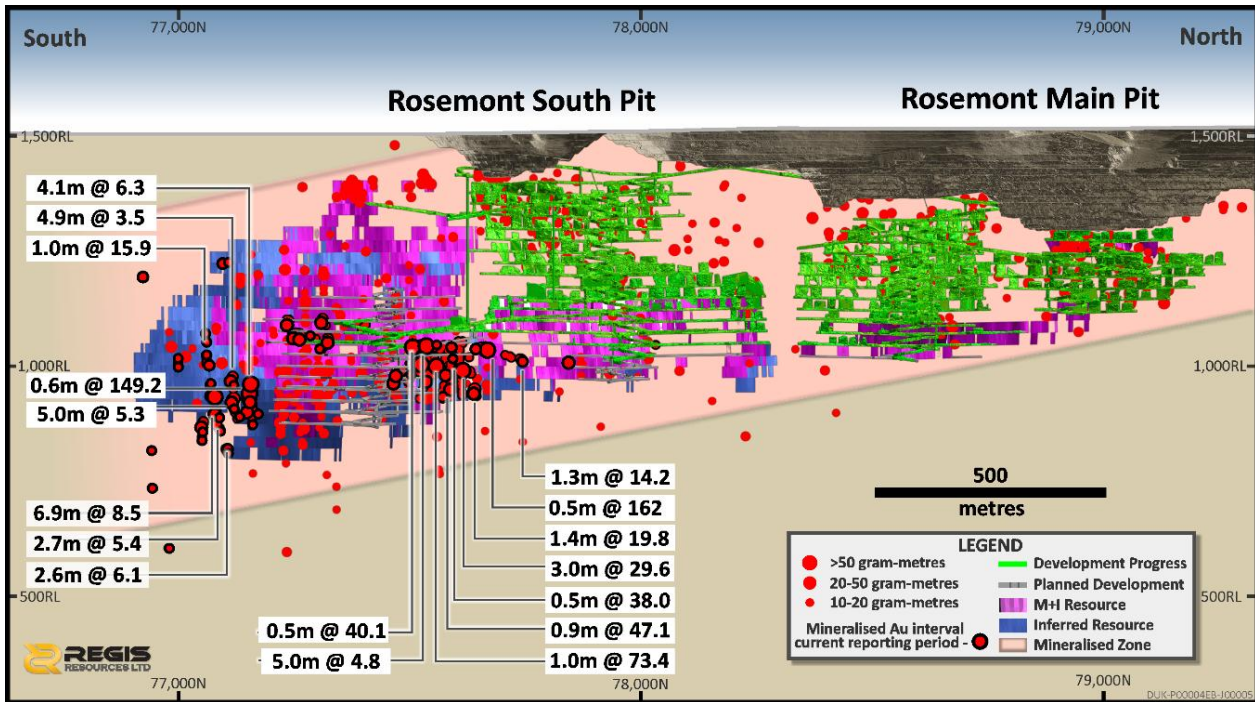 77,000N
78,000N
79,000N
South
North
Rosemont South Pit
Rosemont Main Pit
1,500RL
1,500RL
4.1m @ 6.3
4.9m @ 3.5
1.0m @ 15.9
1,000RL
1,000RL
0.6m @ 149.2
5.0m @ 5.3
6.9m @ 8.5
2.7m @ 5.4
2.6m @ 6.1
1.3m @ 14.2
0.5m @ 162
1.4m @ 19.8
3.0m @ 29.6
0.5m @ 38.0
0.9m @ 47.1
1.0m @ 73.4
0.5m @ 40.1
5.0m @ 4.8
500
metres
500RL
500RL
LEGEND
>50 gram-metres
20-50 gram-metres
10-20 gram-metres
Mineralised Au interval
current reporting period -
Development Progress
Planned Development
M+I Resource
Inferred Resource
Mineralised Zone
REGIS
RESOURCES LTD
77,000N
78,000N
79,000N
DUK-P00004EB-J00005